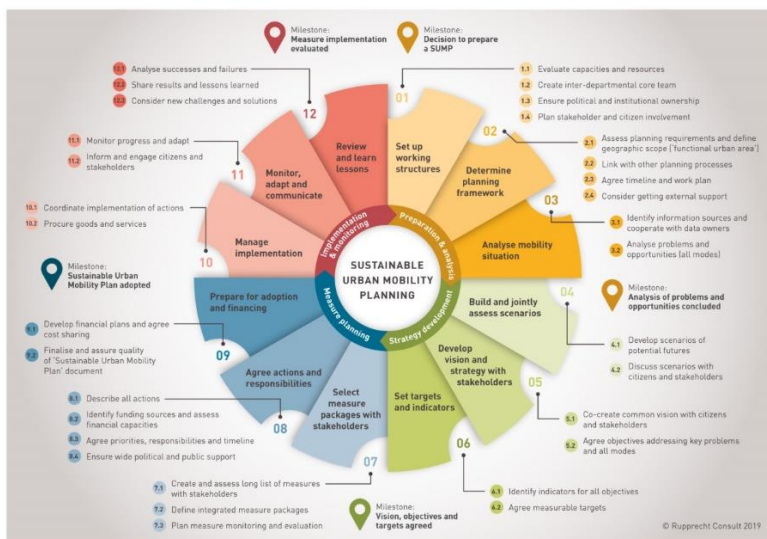 Milestone:
Measure implementation
evaluated
Milestone:
Decision to prepare
a SUMP
12.1 Analyse successes and failures
12.2 Share results and lessons learned
12.3 Consider new challenges and solutions
1.1 Evaluate capacities and resources
1.2 Create inter-departmental core team
1.3 Ensure political and institutional ownership
1.4 Plan stakeholder and citizen involvement
12
Review
and learn
lessons
01
Set up
working
structures
11.1 Monitor progress and adapt
11.2 Inform and engage citizens and
stakeholders
11
Monitor,
adapt and
communicate
02
Determine
planning
framework
2.1 Assess planning requirements and define
geographic scope ('functional urban area')
2.2 Link with other planning processes
2.3 Agree timeline and work plan
2.4 Consider getting external support
10.1 Coordinate implementation of actions
10.2 Procure goods and services
10
Manage
implementation
03
Analyse mobility
situation
3.1 Identify information sources and
cooperate with data owners
3.2 Analyse problems and
opportunities (all modes)
Implementation
& monitoring
Preparation & analysis
SUSTAINABLE
URBAN MOBILITY
PLANNING
Measure planning
Strategy development
Milestone:
Sustainable Urban
Mobility Plan adopted
Milestone:
Analysis of problems and
opportunities concluded
Prepare for adoption
and financing
09
9.1 Develop financial plans and agree
cost sharing
9.2 Finalise and assure quality
of 'Sustainable Urban Mobility
Plan' document
Build and jointly
assess scenarios
04
4.1 Develop scenarios of
potential futures
4.2 Discuss scenarios with
citizens and stakeholders
Agree actions and
responsibilities
08
8.1 Describe all actions
8.2 Identify funding sources and assess
financial capacities
8.3 Agree priorities, responsibilities and timeline
8.4 Ensure wide political and public support
Develop
vision and
strategy with
stakeholders
05
5.1 Co-create common vision with citizens
and stakeholders
5.2 Agree objectives addressing key problems
and all modes
Select
measure
packages with
stakeholders
07
7.1 Create and assess long list of measures
with stakeholders
7.2 Define integrated measure packages
7.3 Plan measure monitoring and evaluation
Set targets
and indicators
06
6.1 Identify indicators for all objectives
6.2 Agree measurable targets
Milestone:
Vision, objectives and
targets agreed
© Rupprecht Consult 2019